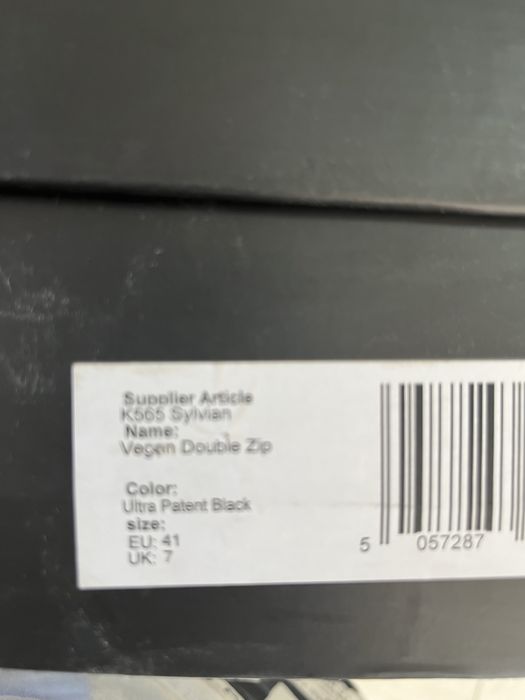 Supplier Article
K565 Sylvian
Name:
Vegan Double Zip
Color:
Ultra Patent Black
size:
EU: 41
UK: 7
5 057287